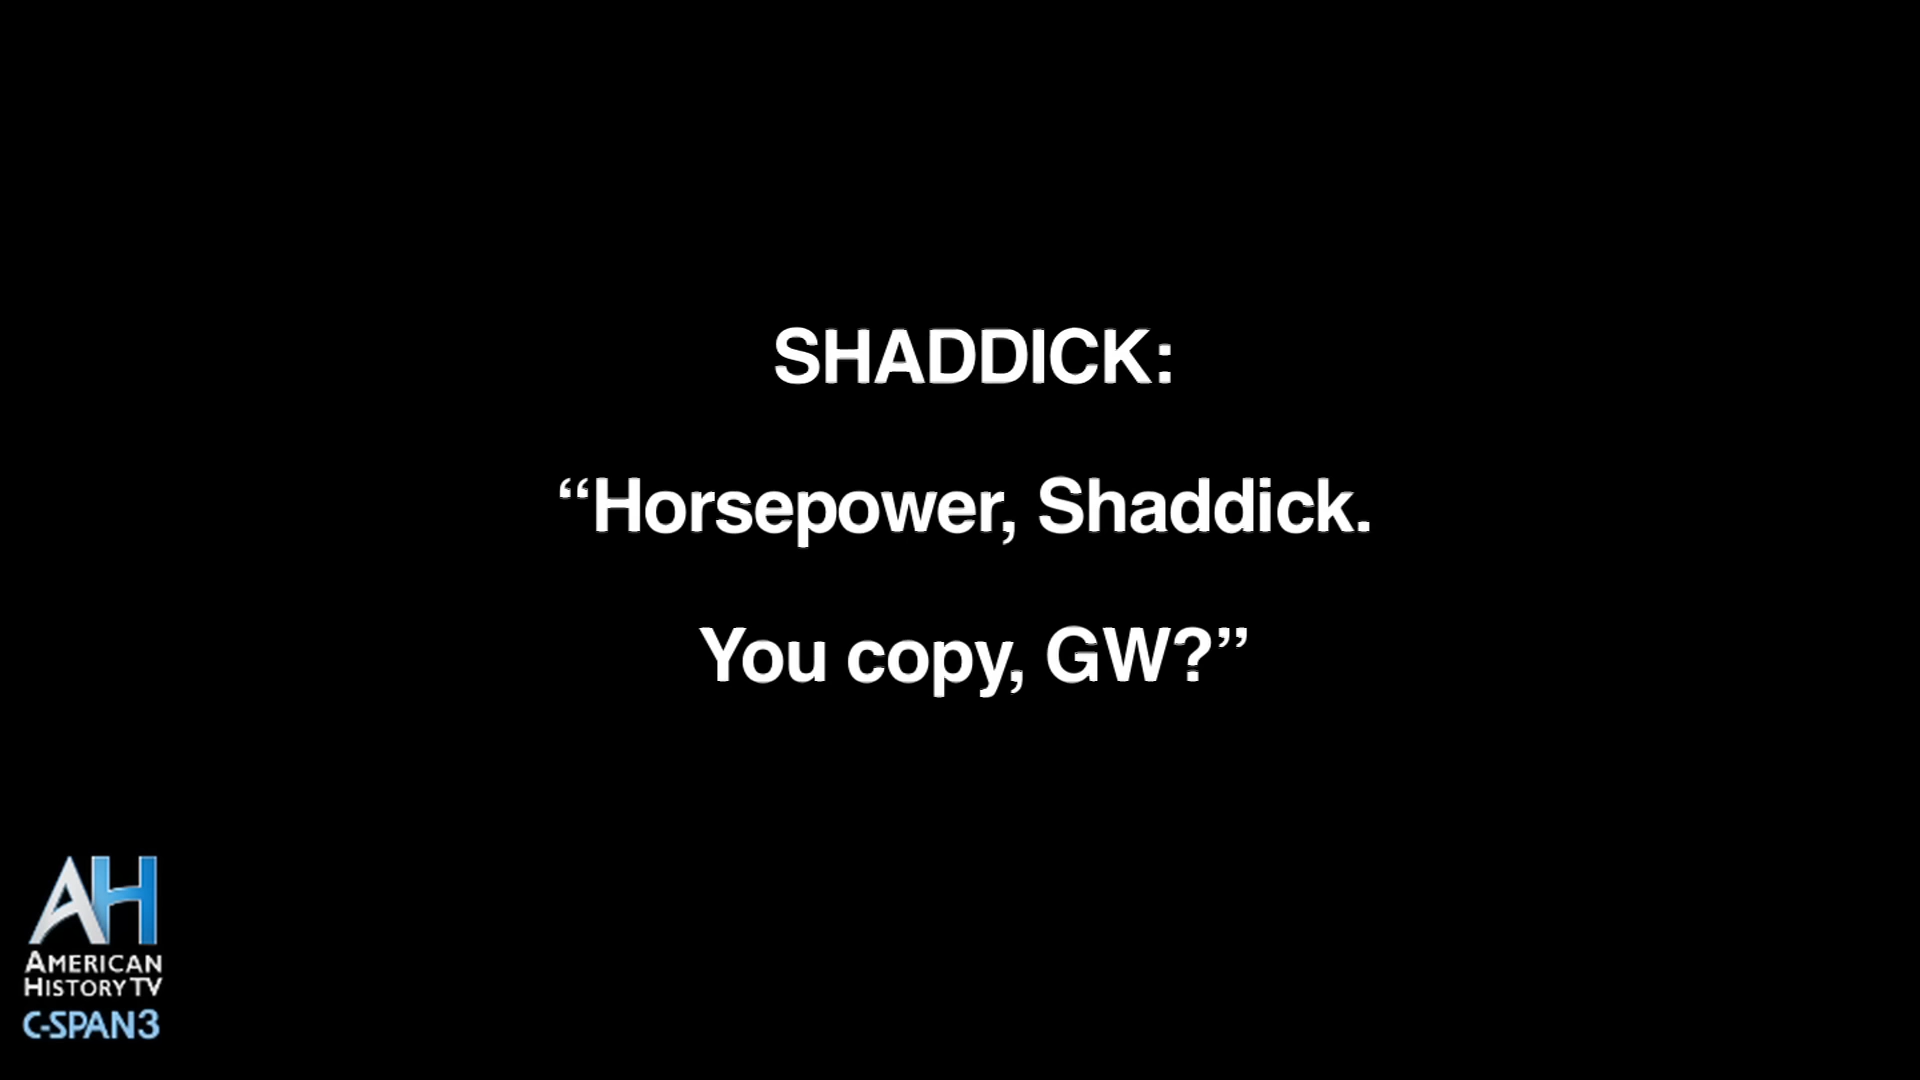 SHADDICK:
“Horsepower, Shaddick.
You copy, GW?”
AH
AMERICAN
HISTORY TV
C-SPAN3